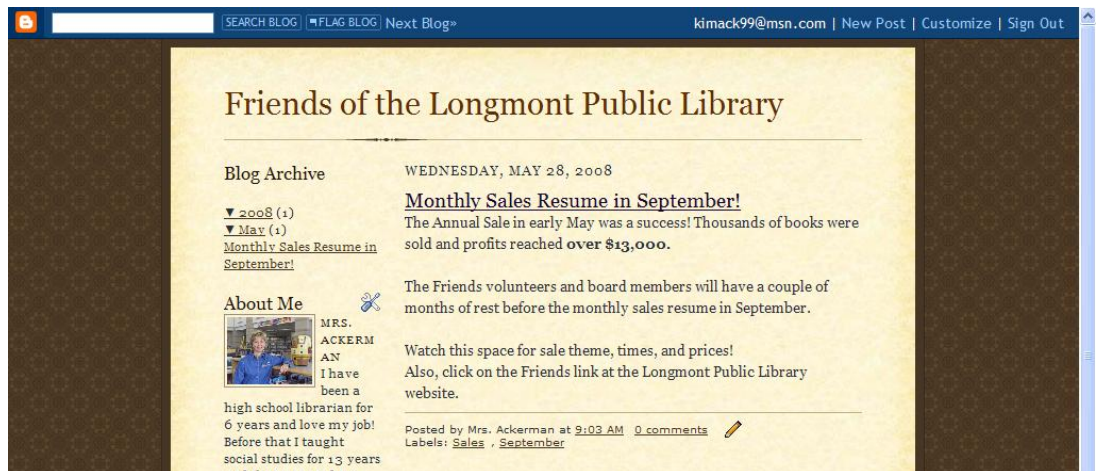 SEARCH BLOG FLAG BLOG Next Blog» kimack99@msn.com | New Post | Customize | Sign Out
Friends of the Longmont Public Library
Blog Archive
▼ 2008 (1)
▼ May (1)
Monthly Sales Resume in
September!
About Me
MRS.
ACKERM
AN
I have
been a
high school librarian for
6 years and love my job!
Before that I taught
social studies for 13 years
WEDNESDAY, MAY 28, 2008
Monthly Sales Resume in September!
The Annual Sale in early May was a success! Thousands of books were
sold and profits reached over $13,000.
The Friends volunteers and board members will have a couple of
months of rest before the monthly sales resume in September.
Watch this space for sale theme, times, and prices!
Also, click on the Friends link at the Longmont Public Library
website.
Posted by Mrs. Ackerman at 9:03 AM 0 comments
Labels: Sales , September